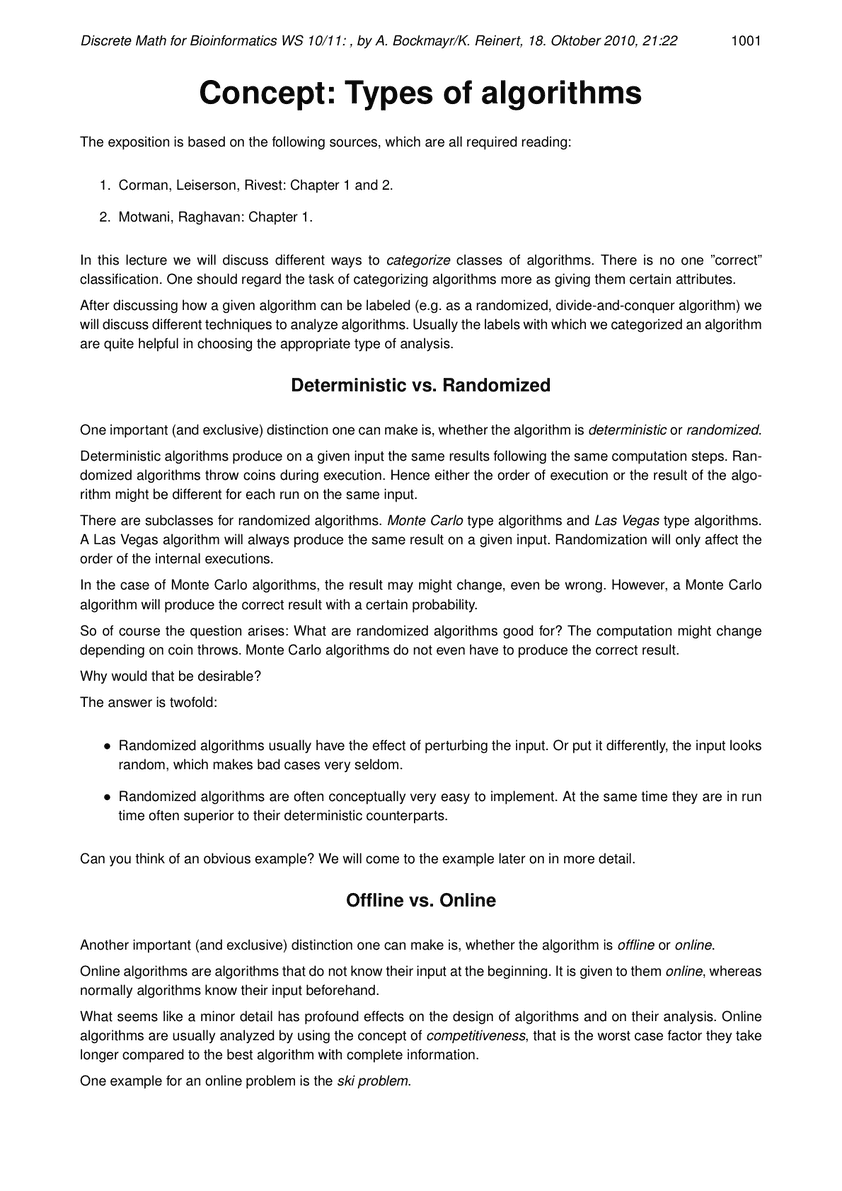 Discrete Math for Bioinformatics WS 10/11: , by A. Bockmayr/K. Reinert, 18. Oktober 2010, 21:22 1001
Concept: Types of algorithms
The exposition is based on the following sources, which are all required reading:
1. Corman, Leiserson, Rivest: Chapter 1 and 2.
2. Motwani, Raghavan: Chapter 1.
In this lecture we will discuss different ways to categorize classes of algorithms. There is no one ”correct”
classification. One should regard the task of categorizing algorithms more as giving them certain attributes.
After discussing how a given algorithm can be labeled (e.g. as a randomized, divide-and-conquer algorithm) we
will discuss different techniques to analyze algorithms. Usually the labels with which we categorized an algorithm
are quite helpful in choosing the appropriate type of analysis.
Deterministic vs. Randomized
One important (and exclusive) distinction one can make is, whether the algorithm is deterministic or randomized.
Deterministic algorithms produce on a given input the same results following the same computation steps. Ran-
domized algorithms throw coins during execution. Hence either the order of execution or the result of the algo-
rithm might be different for each run on the same input.
There are subclasses for randomized algorithms. Monte Carlo type algorithms and Las Vegas type algorithms.
A Las Vegas algorithm will always produce the same result on a given input. Randomization will only affect the
order of the internal executions.
In the case of Monte Carlo algorithms, the result may might change, even be wrong. However, a Monte Carlo
algorithm will produce the correct result with a certain probability.
So of course the question arises: What are randomized algorithms good for? The computation might change
depending on coin throws. Monte Carlo algorithms do not even have to produce the correct result.
Why would that be desirable?
The answer is twofold:
• Randomized algorithms usually have the effect of perturbing the input. Or put it differently, the input looks
random, which makes bad cases very seldom.
• Randomized algorithms are often conceptually very easy to implement. At the same time they are in run
time often superior to their deterministic counterparts.
Can you think of an obvious example? We will come to the example later on in more detail.
Offline vs. Online
Another important (and exclusive) distinction one can make is, whether the algorithm is offline or online.
Online algorithms are algorithms that do not know their input at the beginning. It is given to them online, whereas
normally algorithms know their input beforehand.
What seems like a minor detail has profound effects on the design of algorithms and on their analysis. Online
algorithms are usually analyzed by using the concept of competitiveness, that is the worst case factor they take
longer compared to the best algorithm with complete information.
One example for an online problem is the ski problem.